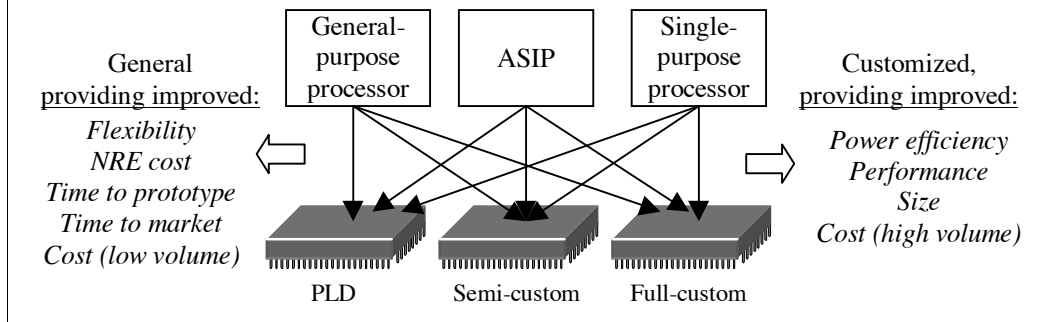 General-
purpose
processor
ASIP
Single-
purpose
processor
General
providing improved:
Flexibility
NRE cost
Time to prototype
Time to market
Cost (low volume)
Customized,
providing improved:
Power efficiency
Performance
Size
Cost (high volume)
PLD
Semi-custom
Full-custom